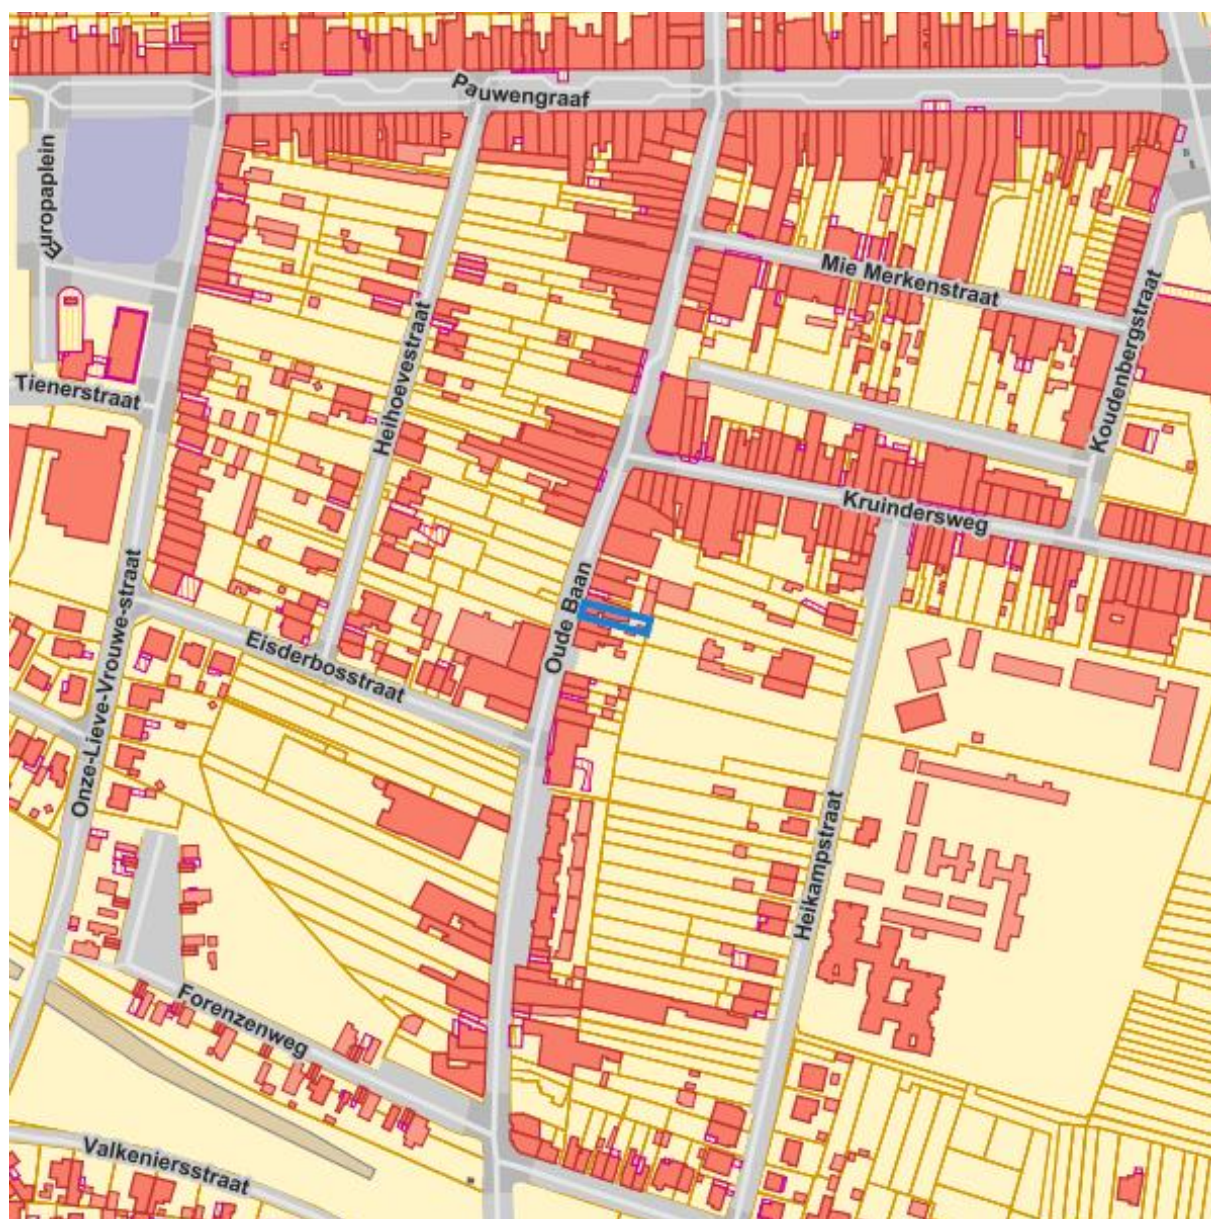 Pauwengraaf
Europaplein
Mie Merkenstraat
Koudenbergstraat
Heihoevestraat
Tienerstraat
Kruindersweg
Oude Baan
Onze-Lieve-Vrouwe-straat
Eisderbosstraat
Heikampstraat
Forenzenweg
Valkeniersstraat